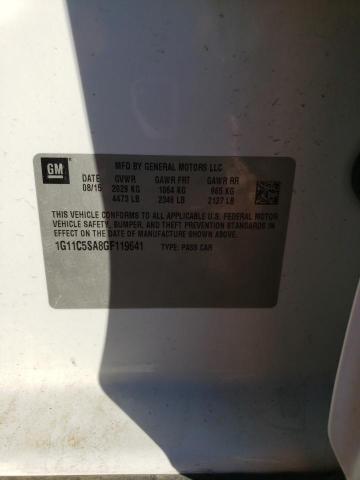 GM
MFD BY GENERAL MOTORS LLC
DATE GVWR GAWR FRT GAWR RR
08/15 2029 KG 1064 KG 965 KG
4473 LB 2346 LB 2127 LB
THIS VEHICLE CONFORMS TO ALL APPLICABLE U.S. FEDERAL MOTOR
VEHICLE SAFETY, BUMPER, AND THEFT PREVENTION STANDARDS
IN EFFECT ON THE DATE OF MANUFACTURE SHOWN ABOVE.
1G11C5SA8GF119641 TYPE: PASS CAR